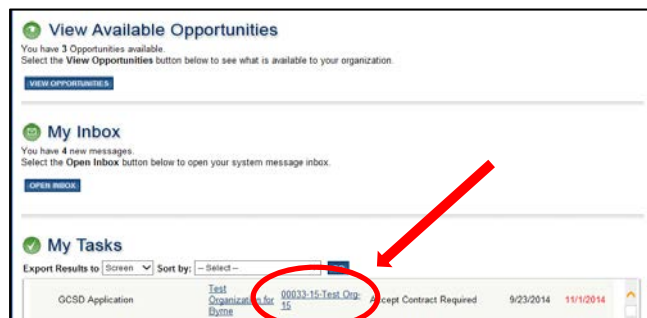 View Available Opportunities
You have 3 Opportunities available.
Select the View Opportunities button below to see what is available to your organization.
VIEW OPPORTUNITIES
My Inbox
You have 4 new messages.
Select the Open Inbox button below to open your system message inbox.
OPEN INBOX
My Tasks
Export Results to Screen Sort by: -- Select --
GCSD Application Test Organization for Byrne 00033-15-Test Org-15 Accept Contract Required 9/23/2014 11/1/2014